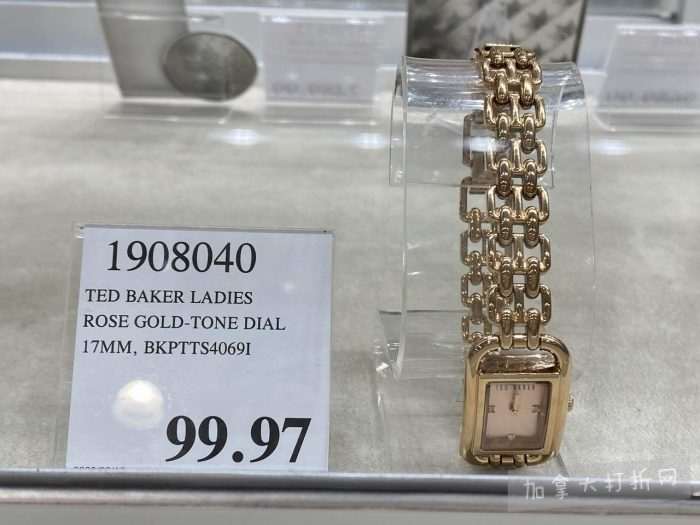 1908040
TED BAKER LADIES
ROSE GOLD-TONE DIAL
17MM, BKPTTS4069I
99.97
TED BAKER
加拿大打折网